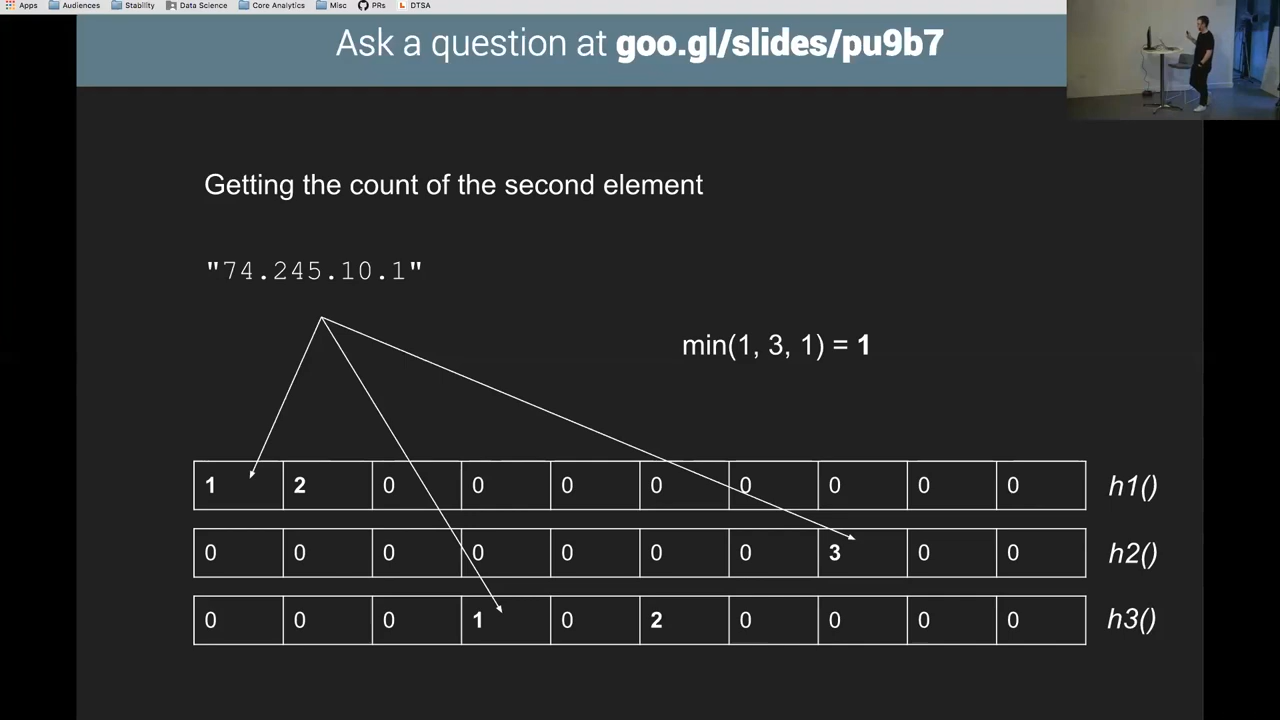 Apps Audiences Stability Data Science Core Analytics Misc PRs DTSA
Ask a question at goo.gl/slides/pu9b7
Getting the count of the second element
"74.245.10.1"
min(1, 3, 1) = 1
1 2 0 0 0 0 0 0 0 0 h1()
0 0 0 0 0 0 0 3 0 0 h2()
0 0 0 1 0 2 0 0 0 0 h3()